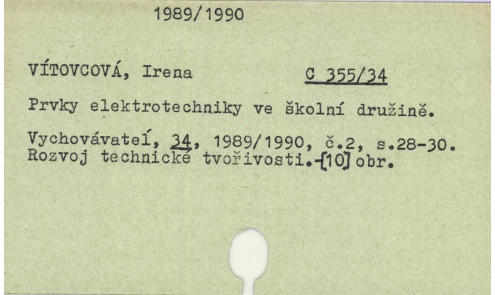 1989/1990
VÍTOVCOVÁ, Irena C 355/34
Prvky elektrotechniky ve školní družině.
Vychovávateľ, 34, 1989/1990, č.2, s.28-30.
Rozvoj technické tvořivosti.-[10] obr.